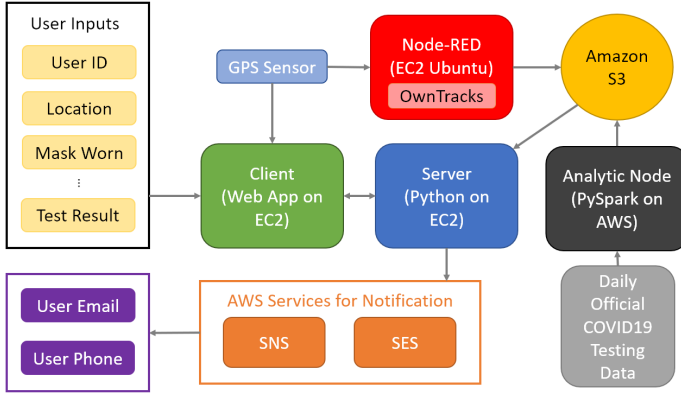 User Inputs
User ID
Location
Mask Worn
...
Test Result
GPS Sensor
Node-RED
(EC2 Ubuntu)
OwnTracks
Amazon
S3
Client
(Web App on
EC2)
Server
(Python on
EC2)
Analytic Node
(PySpark on
AWS)
User Email
User Phone
AWS Services for Notification
SNS
SES
Daily
Official
COVID19
Testing
Data